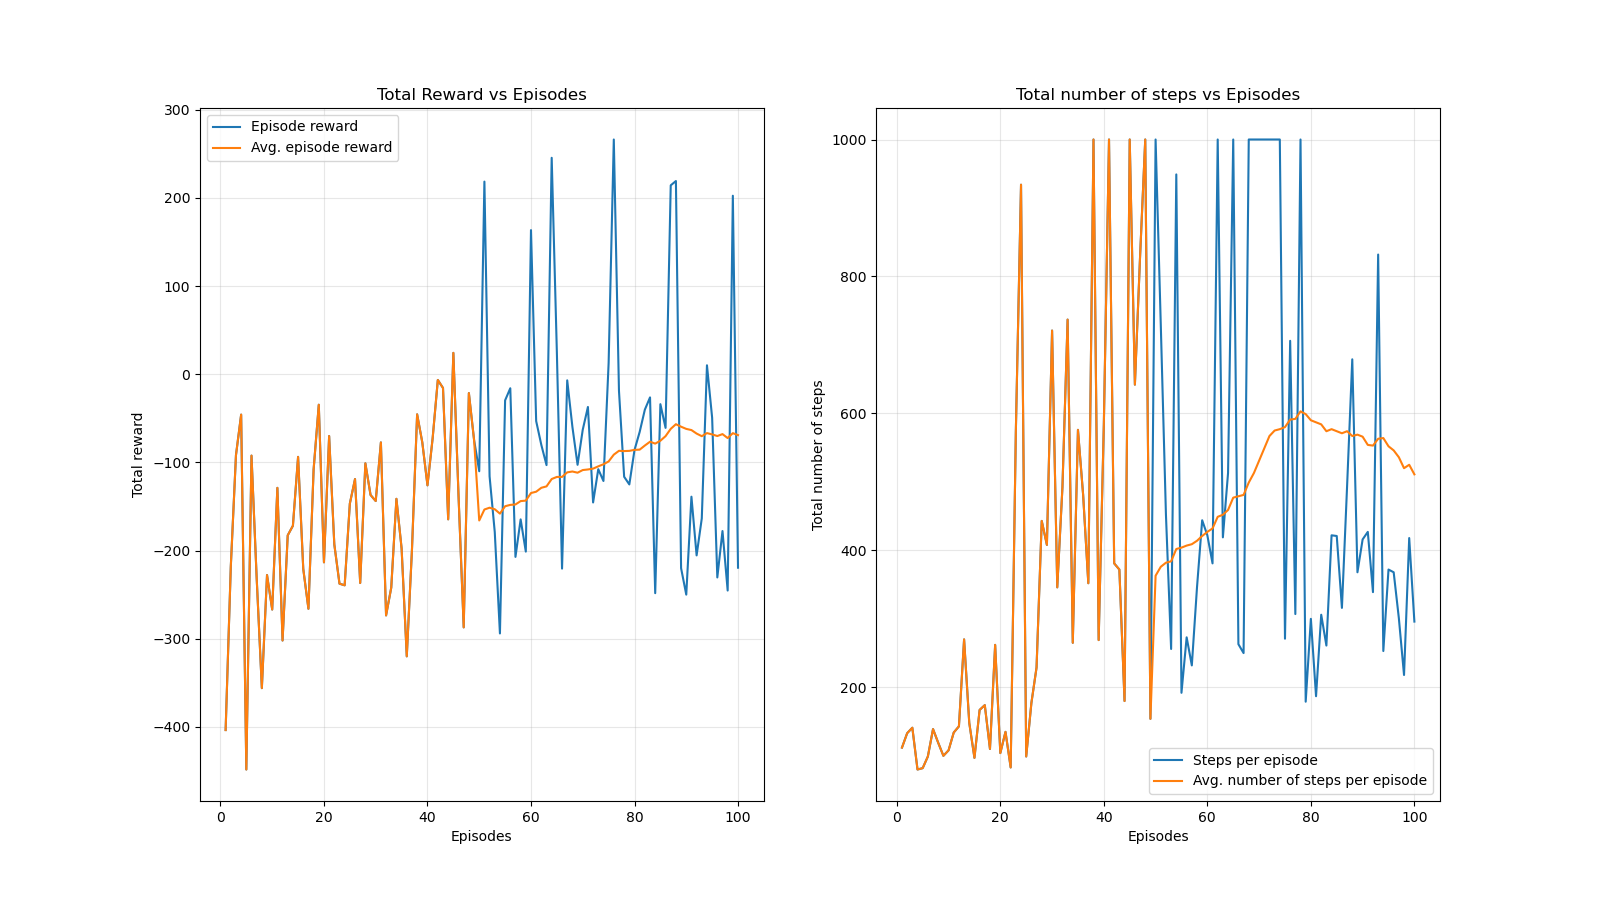 Total Reward vs Episodes
Episode reward
Avg. episode reward
Total reward
300
200
100
0
−100
−200
−300
−400
0 20 40 60 80 100
Episodes
Total number of steps vs Episodes
Total number of steps
1000
800
600
400
200
Steps per episode
Avg. number of steps per episode
0 20 40 60 80 100
Episodes